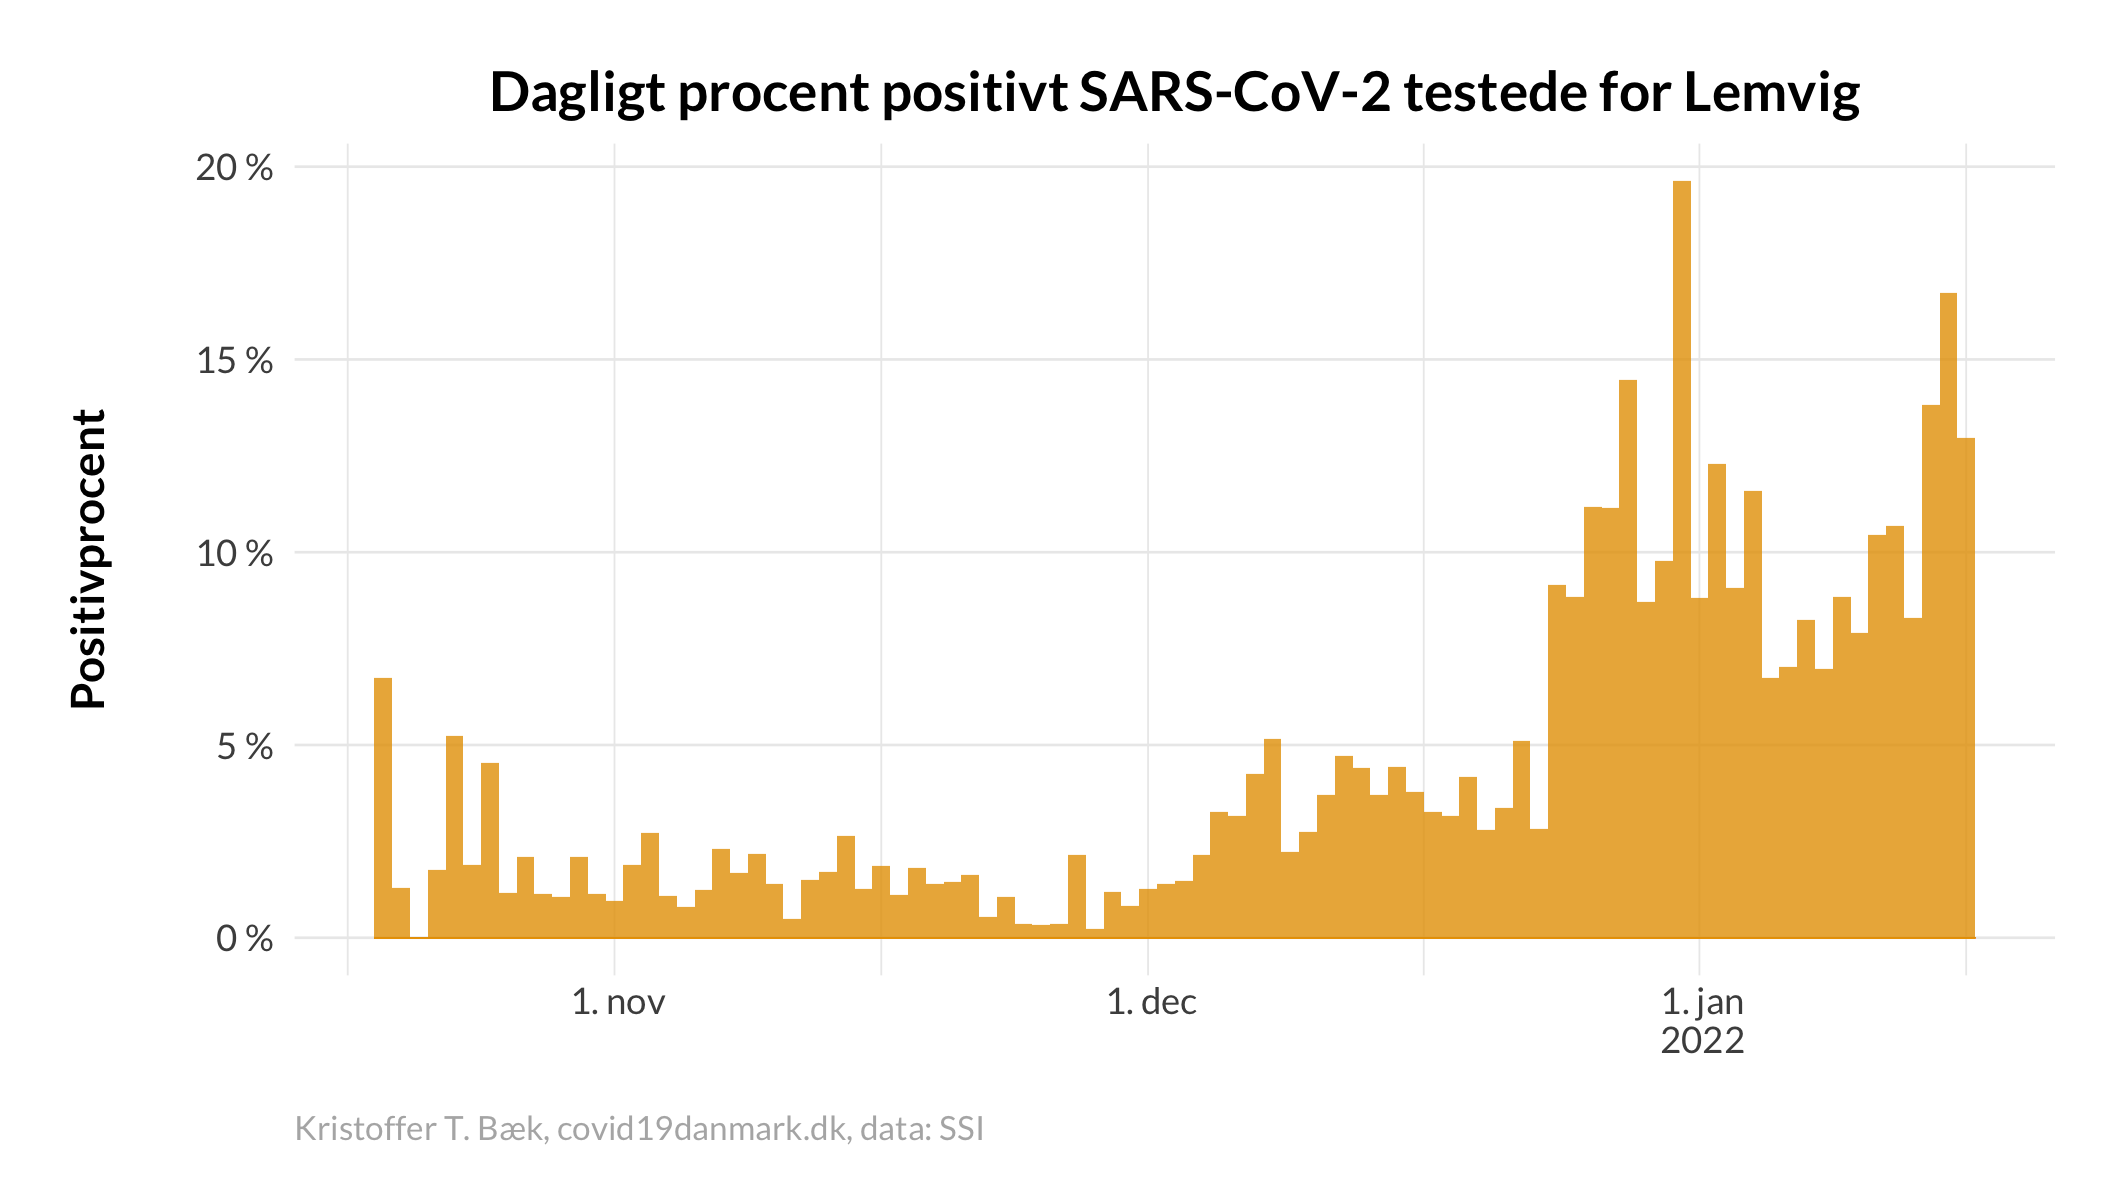 Dagligt procent positivt SARS-CoV-2 testede for Lemvig
Positivprocent
20 %
15 %
10 %
5 %
0 %
1. nov
1. dec
1. jan
2022
Kristoffer T. Bæk, covid19danmark.dk, data: SSI